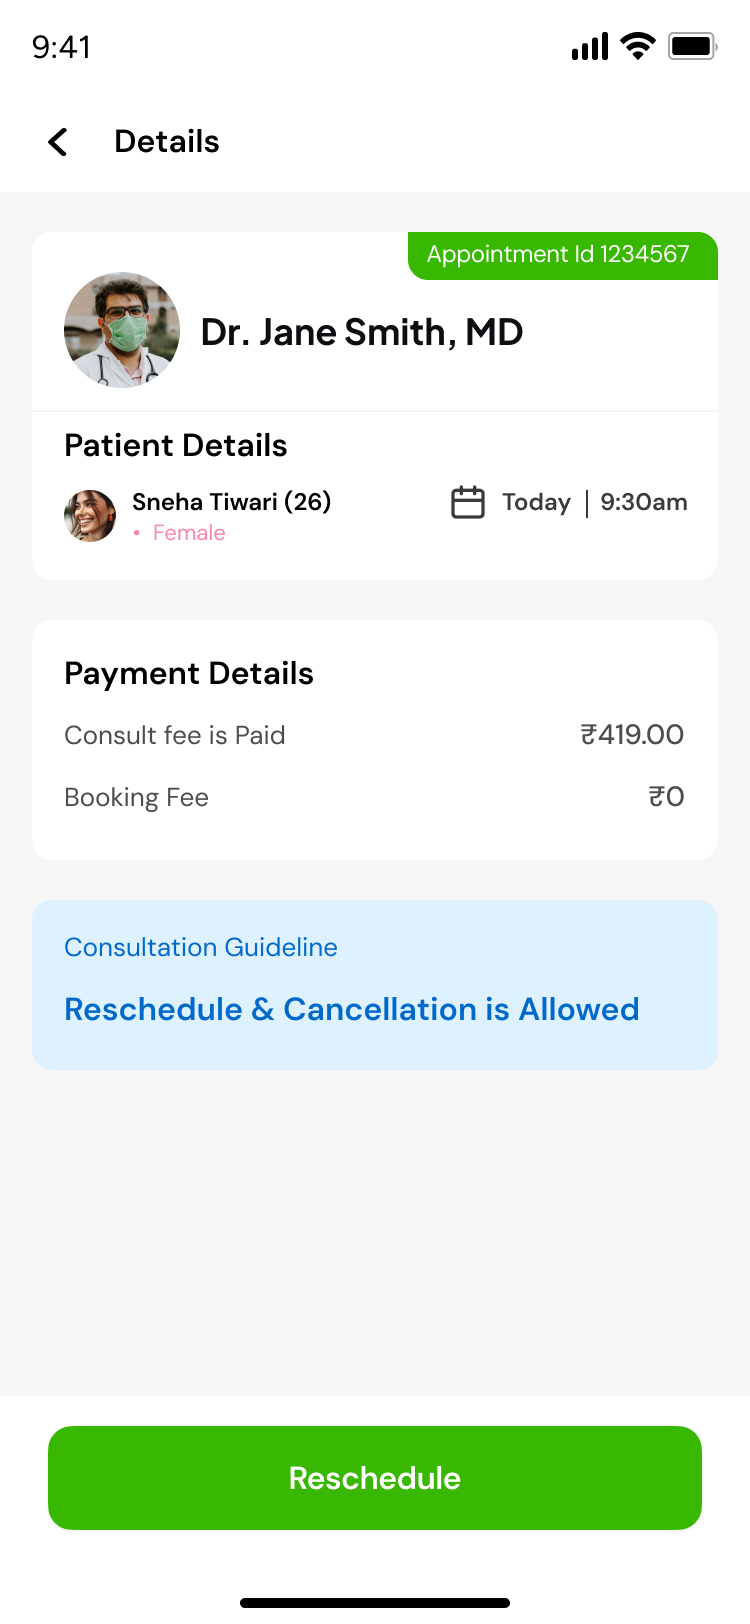 9:41
Details
Appointment Id 1234567
Dr. Jane Smith, MD
Patient Details
Sneha Tiwari (26)
Today | 9:30am
• Female
Payment Details
Consult fee is Paid ₹419.00
Booking Fee ₹0
Consultation Guideline
Reschedule & Cancellation is Allowed
Reschedule